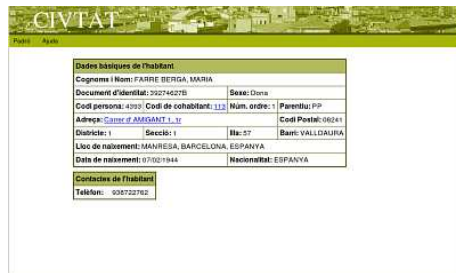 CIVTAT
Padró Ajuda
Dades bàsiques de l'habitant
Cognoms i Nom: FARRE BERGA, MARIA
Document d'identitat: 39274627B Sexe: Dona
Codi persona: 4393 Codi de cohabitant: 113 Núm. ordre: 1 Parentiu: PP
Adreça: Carrer d' AMIGANT 1, 1r Codi Postal: 08241
Districte: 1 Secció: 1 Illa: 57 Barri: VALLDAURA
Lloc de naixement: MANRESA, BARCELONA, ESPANYA
Data de naixement: 07/02/1944 Nacionalitat: ESPANYA
Contactes de l'habitant
Telèfon: 938722762